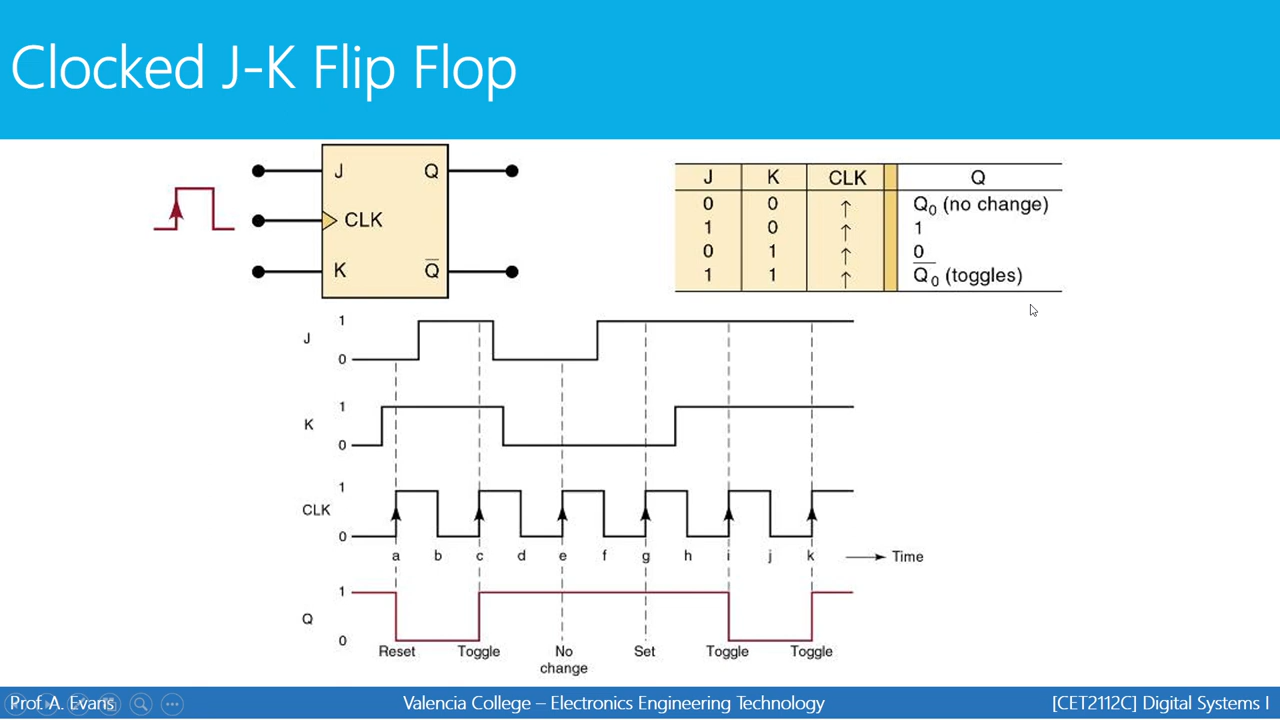 Clocked J-K Flip Flop
J Q
CLK
K Q̅
J K CLK Q
0 0 ↑ Q₀ (no change)
1 0 ↑ 1
0 1 ↑ 0
1 1 ↑ Q̅₀ (toggles)
1
J
0
1
K
0
1
CLK
0
a b c d e f g h i j k Time
1
Q
0
Reset Toggle No change Set Toggle Toggle
Prof. A. Evans Valencia College – Electronics Engineering Technology [CET2112C] Digital Systems I